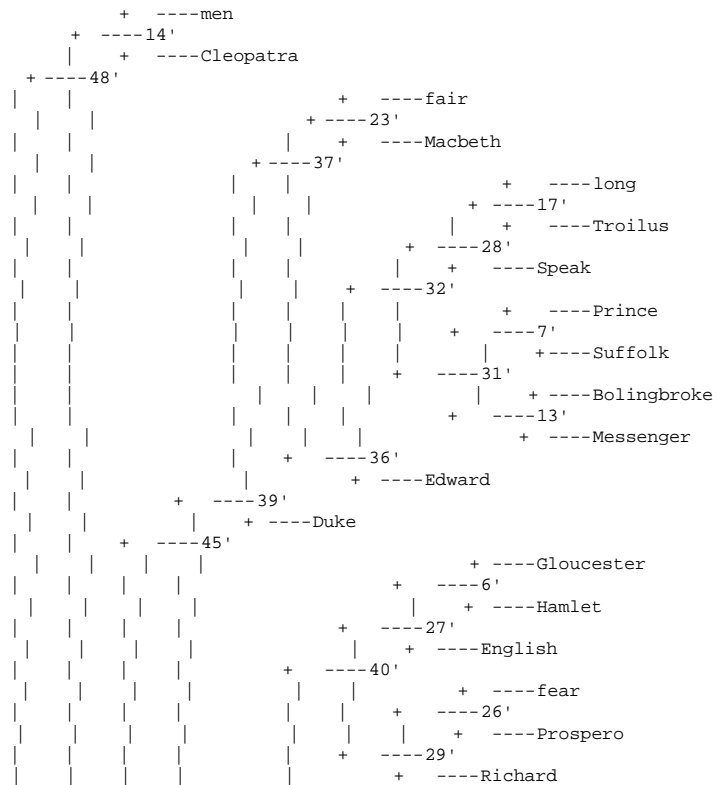 + ----men
+ ----14'
| + ----Cleopatra
+ ----48'
| |
| | + ----fair
| | + ----23'
| | | + ----Macbeth
| | + ----37'
| | | | + ----long
| | | | + ----17'
| | | | | + ----Troilus
| | | | + ----28'
| | | | | + ----Speak
| | | | + ----32'
| | | | | | + ----Prince
| | | | | | + ----7'
| | | | | | | +----Suffolk
| | | | | + ----31'
| | | | | | + ----Bolingbroke
| | | | | + ----13'
| | | | | + ----Messenger
| | | + ----36'
| | | + ----Edward
| | + ----39'
| | | + ----Duke
| | + ----45'
| | | | + ----Gloucester
| | | | + ----6'
| | | | | + ----Hamlet
| | | | + ----27'
| | | | | + ----English
| | | | + ----40'
| | | | | | + ----fear
| | | | | | + ----26'
| | | | | | | + ----Prospero
| | | | | + ----29'
| | | | | + ----Richard